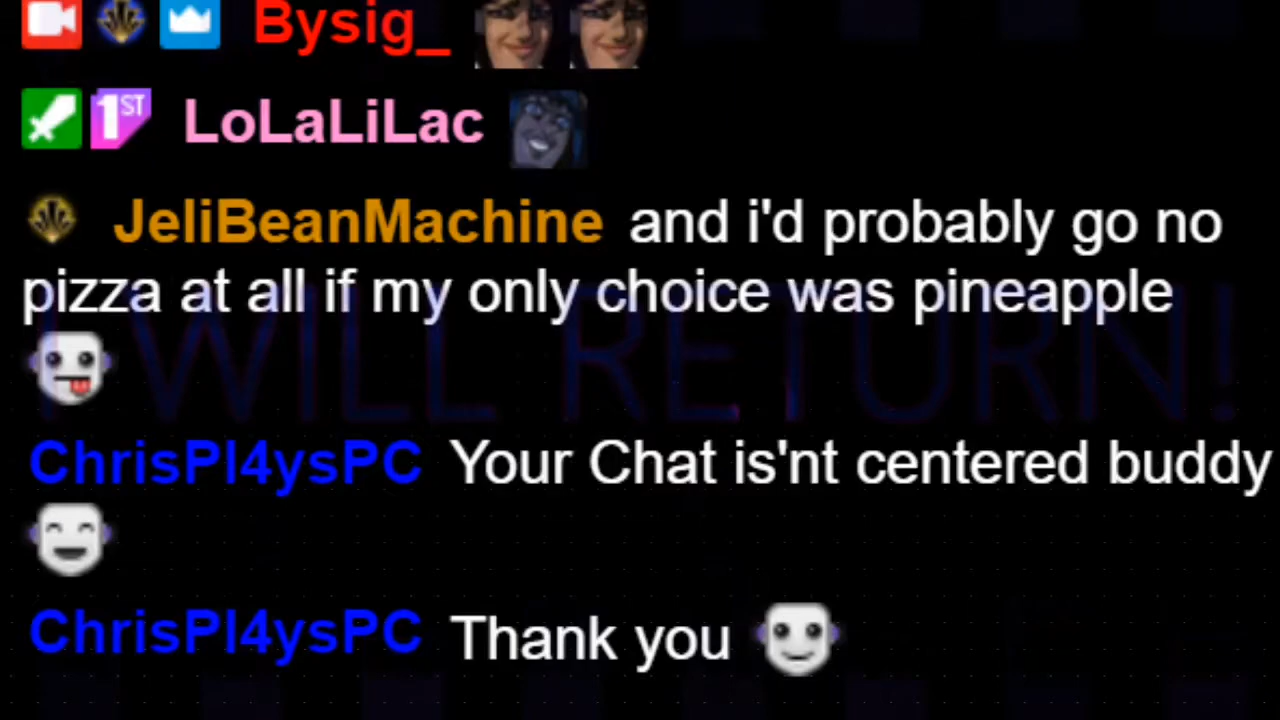 Bysig_
1ST LoLaLiLac
JeliBeanMachine and i'd probably go no
pizza at all if my only choice was pineapple
I WILL RETURN!
ChrisPl4ysPC Your Chat is'nt centered buddy
ChrisPl4ysPC Thank you